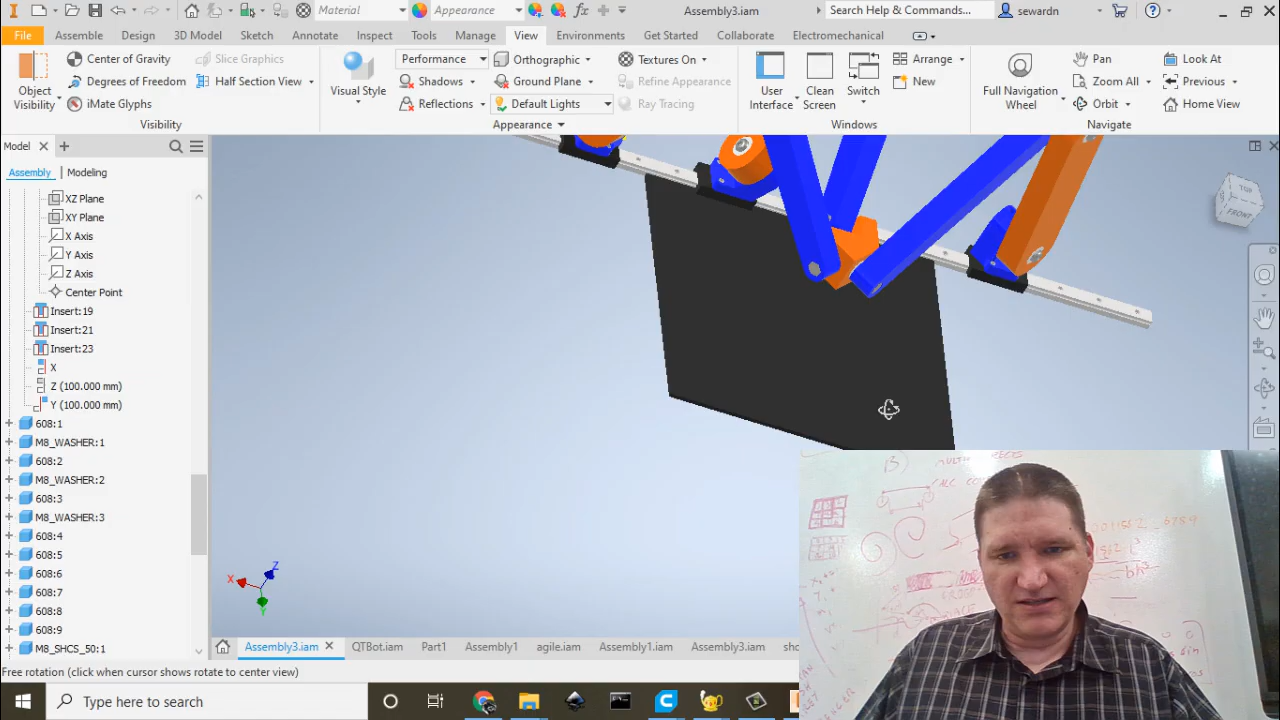 Material
Appearance
Assembly3.iam
Search Help & Commands...
sewardn
File
Assemble
Design
3D Model
Sketch
Annotate
Inspect
Tools
Manage
View
Environments
Get Started
Collaborate
Electromechanical
Object Visibility
Center of Gravity
Slice Graphics
Degrees of Freedom
Half Section View
iMate Glyphs
Visibility
Visual Style
Performance
Orthographic
Textures On
Shadows
Ground Plane
Refine Appearance
Reflections
Default Lights
Ray Tracing
Appearance
User Interface
Clean Screen
Switch
Arrange
New
Windows
Full Navigation Wheel
Pan
Look At
Zoom All
Previous
Orbit
Home View
Navigate
Model
Assembly
Modeling
XZ Plane
XY Plane
X Axis
Y Axis
Z Axis
Center Point
Insert:19
Insert:21
Insert:23
X
Z (100.000 mm)
Y (100.000 mm)
608:1
M8_WASHER:1
608:2
M8_WASHER:2
608:3
M8_WASHER:3
608:4
608:5
608:6
608:7
608:8
608:9
M8_SHCS_50:1
FRONT
X
Z
Y
Assembly3.iam
QTBot.iam
Part1
Assembly1
agile.iam
Assembly1.iam
Assembly3.iam
Free rotation (click when cursor shows rotate to center view)
Type here to search